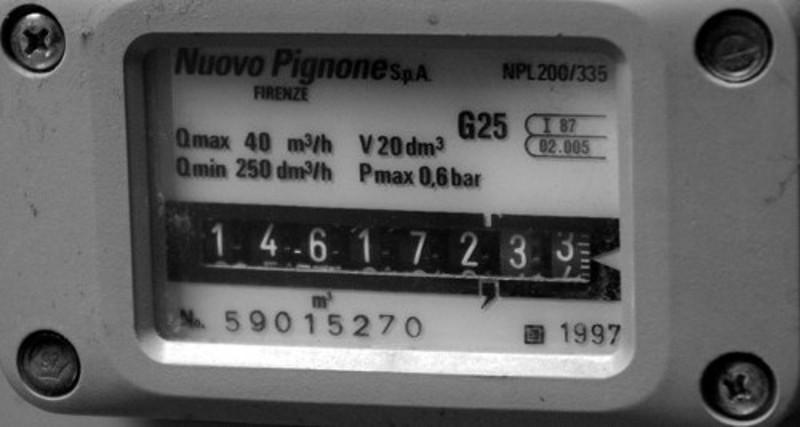 Nuovo Pignone S.p.A. NPL200/335
FIRENZE
G25 I 87
02.005
Qmax 40 m³/h V 20 dm³
Qmin 250 dm³/h Pmax 0,6 bar
1 4 6 1 7 2 , 3 3
m³
No. 59015270 1997